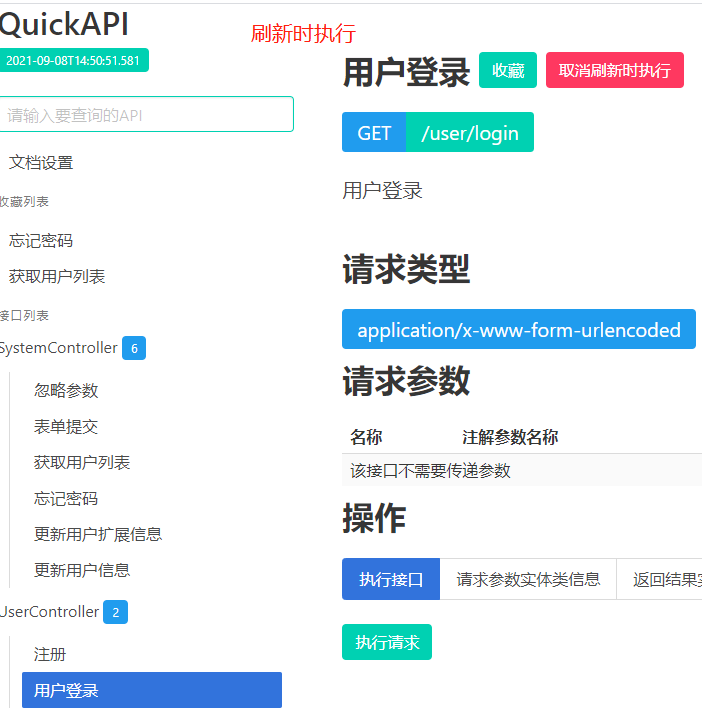 QuickAPI
2021-09-08T14:50:51.581
请输入要查询的API
文档设置
收藏列表
忘记密码
获取用户列表
接口列表
SystemController 6
忽略参数
表单提交
获取用户列表
忘记密码
更新用户扩展信息
更新用户信息
UserController 2
注册
用户登录
刷新时执行
用户登录 收藏 取消刷新时执行
GET /user/login
用户登录
请求类型
application/x-www-form-urlencoded
请求参数
名称 注解参数名称
该接口不需要传递参数
操作
执行接口 请求参数实体类信息 返回结果
执行请求